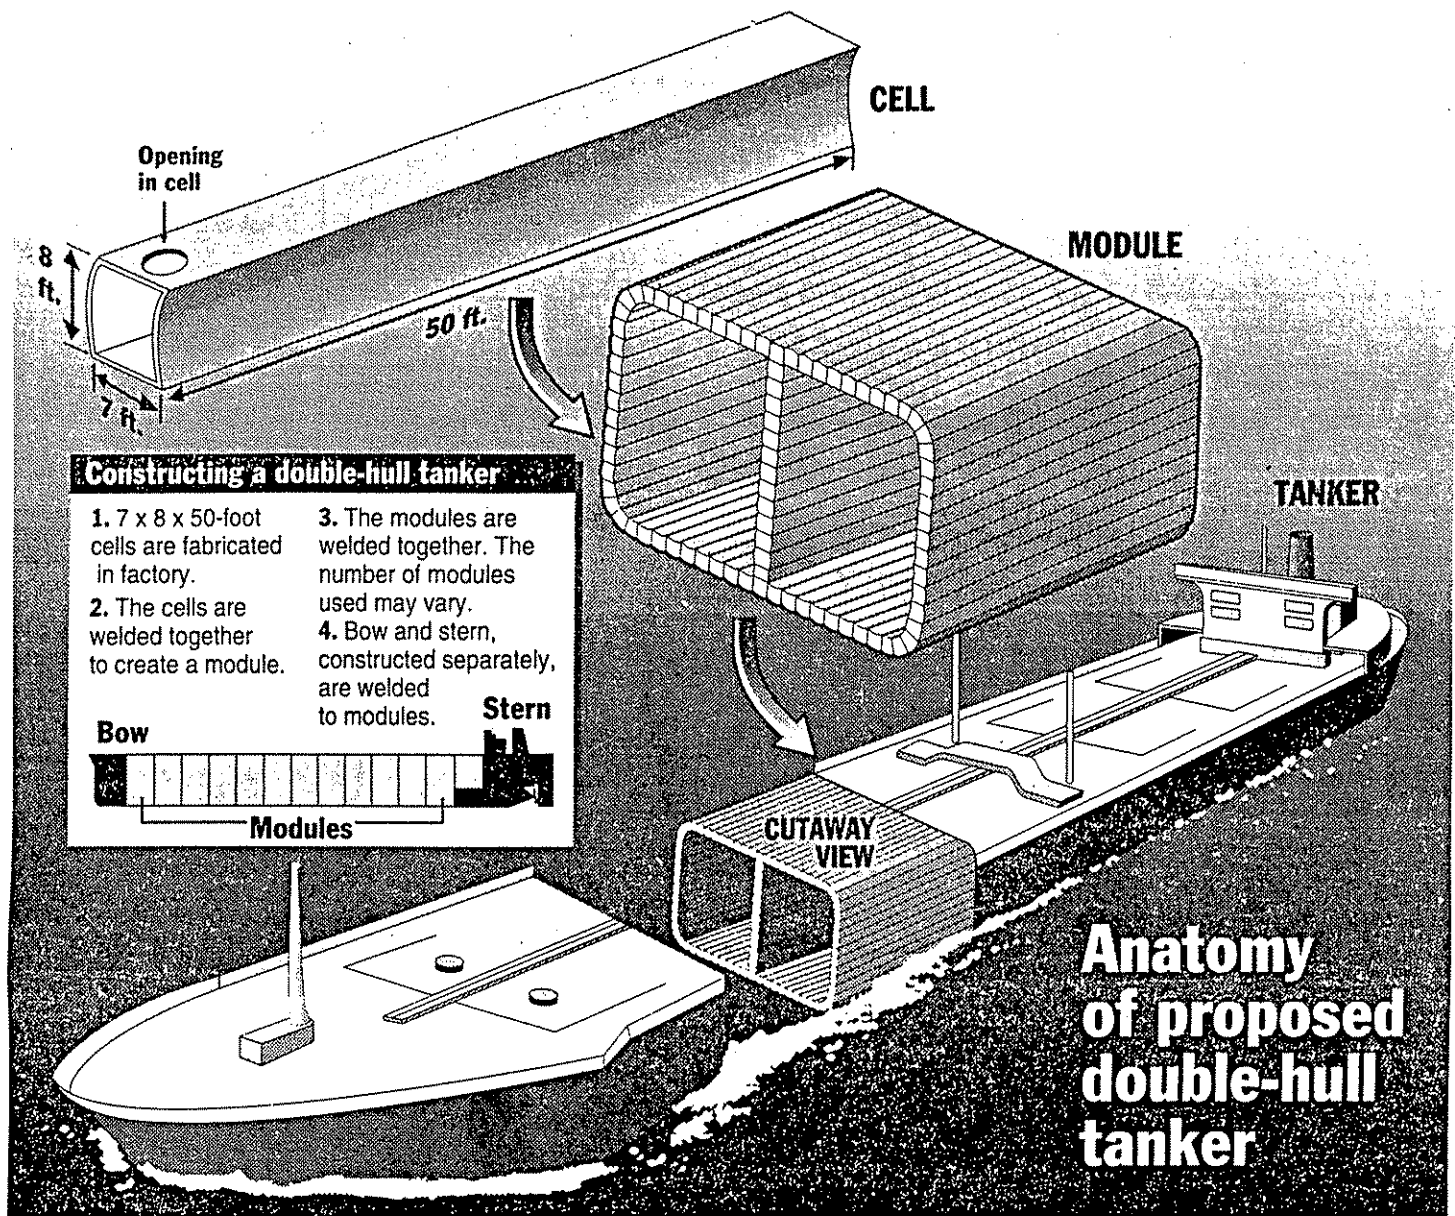 CELL
Opening
in cell
8
ft.
50 ft.
7 ft.
MODULE
Constructing a double-hull tanker
1. 7 x 8 x 50-foot
cells are fabricated
in factory.
2. The cells are
welded together
to create a module.
3. The modules are
welded together. The
number of modules
used may vary.
4. Bow and stern,
constructed separately,
are welded
to modules.
Bow
Stern
Modules
TANKER
CUTAWAY
VIEW
Anatomy
of proposed
double-hull
tanker